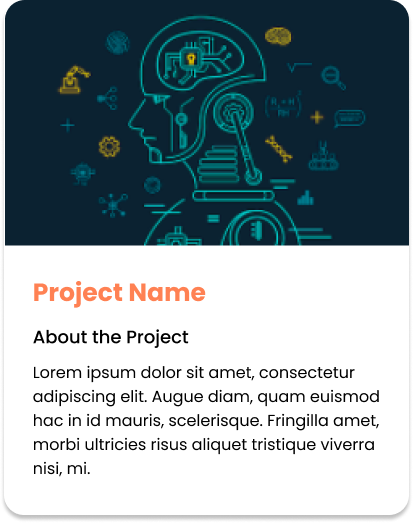 Project Name
About the Project
Lorem ipsum dolor sit amet, consectetur
adipiscing elit. Augue diam, quam euismod
hac in id mauris, scelerisque. Fringilla amet,
morbi ultricies risus aliquet tristique viverra
nisi, mi.